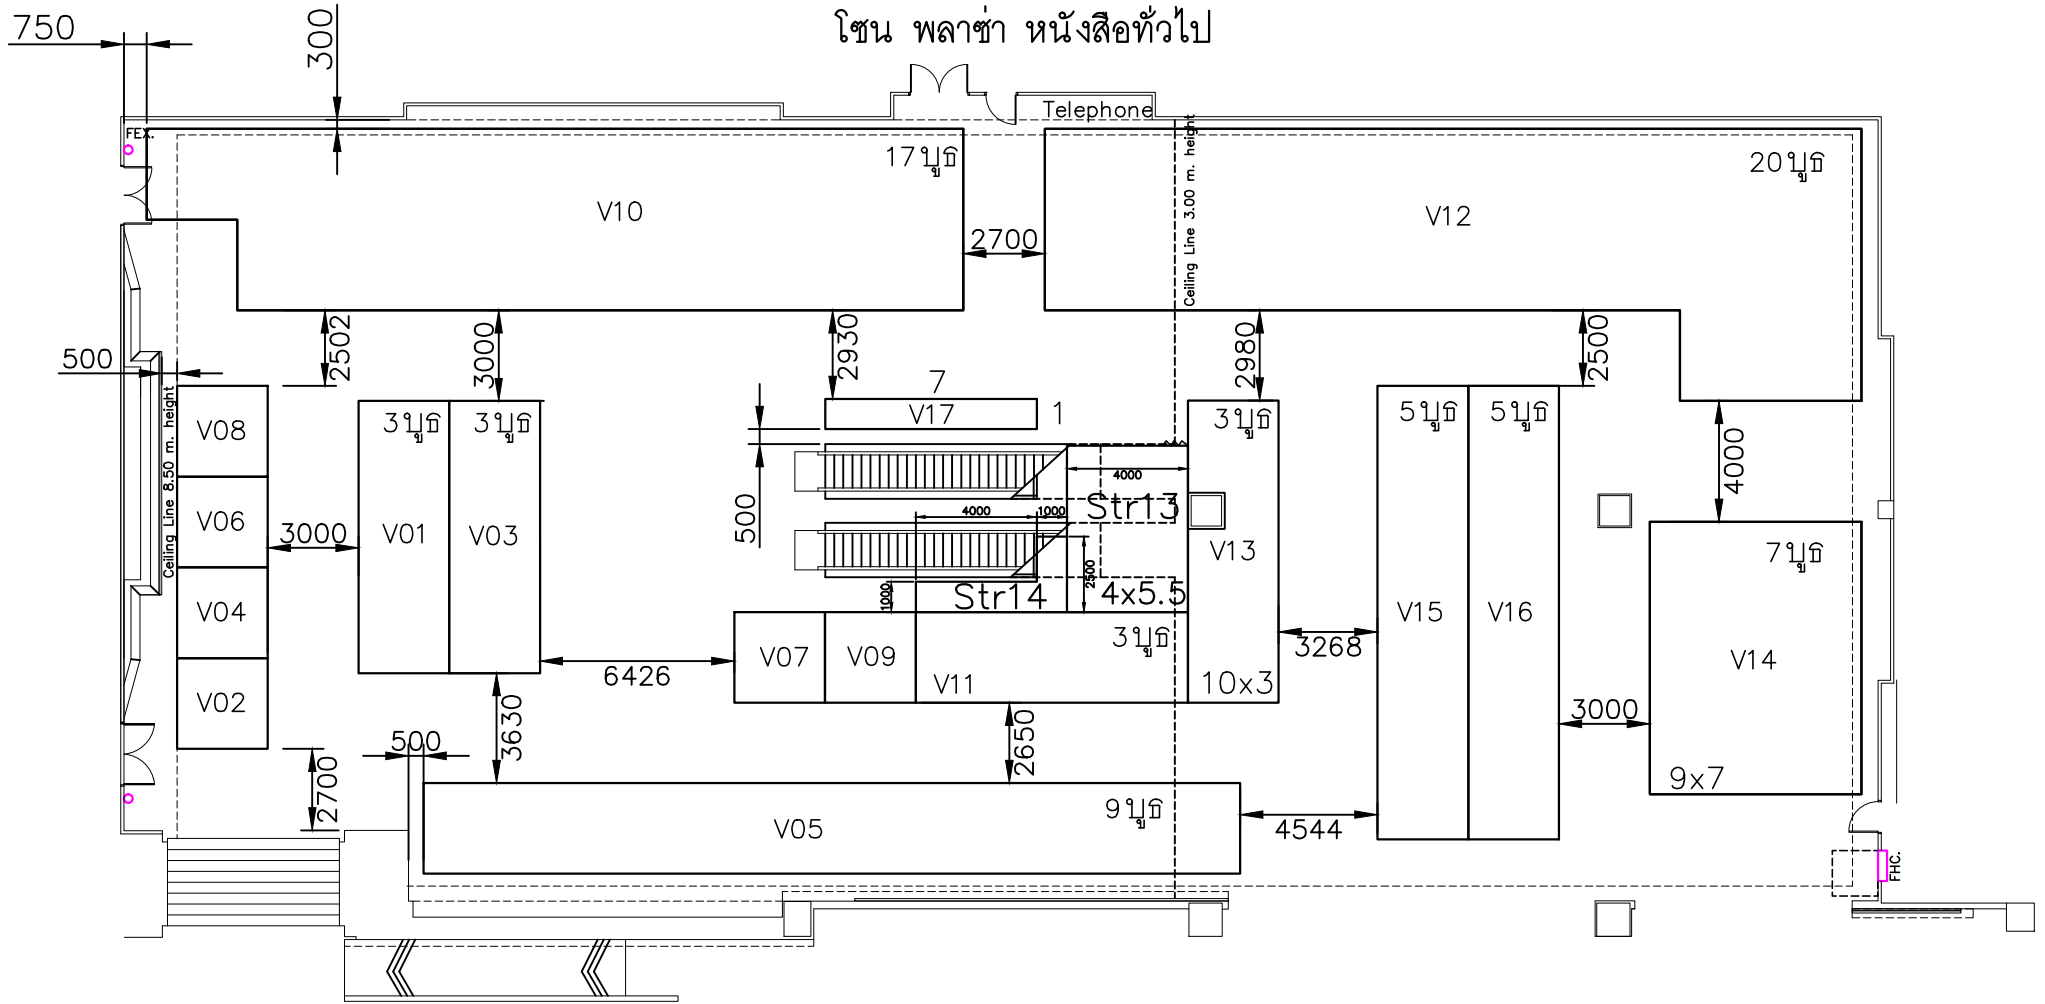 โซน พลาซ่า หนังสือทั่วไป
750
300
Telephone
FEX.
17บูธ
20บูธ
V10
V12
Ceiling Line 3.00 m. height
2700
2502
3000
2930
2980
2500
500
Ceiling Line 8.50 m. height
V08
V06
V04
V02
3000
3บูธ
V01
3บูธ
V03
7
V17
1
500
4000
Str13
4000
1000
2500
1000
Str14
4x5.5
3บูธ
V13
10x3
5บูธ
V15
5บูธ
V16
4000
7บูธ
V14
9x7
6426
V07
V09
3บูธ
V11
3268
3000
3630
2650
500
2700
9บูธ
V05
4544
FHC.